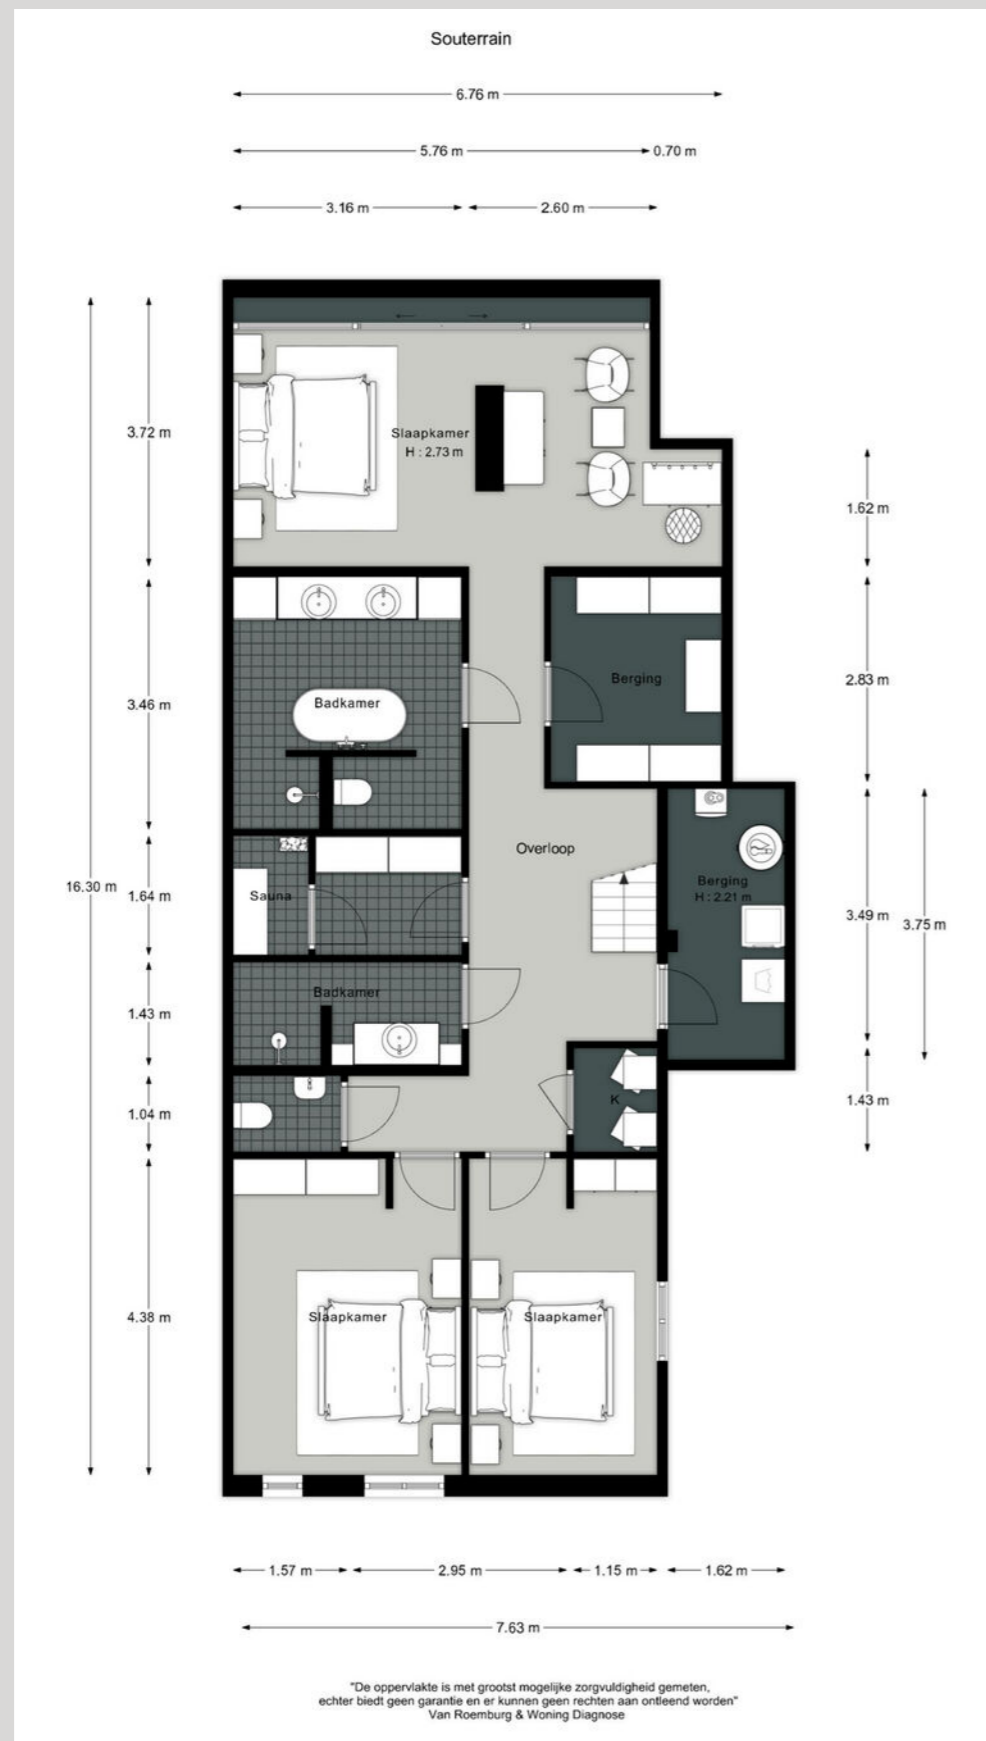 Souterrain
6.76 m
5.76 m
0.70 m
3.16 m
2.60 m
3.72 m
Slaapkamer
H : 2.73 m
1.62 m
3.46 m
Badkamer
Berging
2.83 m
Overloop
16.30 m
1.64 m
Sauna
Berging
H : 2.21 m
3.49 m
3.75 m
Badkamer
1.43 m
1.04 m
K
1.43 m
4.38 m
Slaapkamer
Slaapkamer
1.57 m
2.95 m
1.15 m
1.62 m
7.63 m
"De oppervlakte is met grootst mogelijke zorgvuldigheid gemeten,
echter biedt geen garantie en er kunnen geen rechten aan ontleend worden"
Van Roemburg & Woning Diagnose